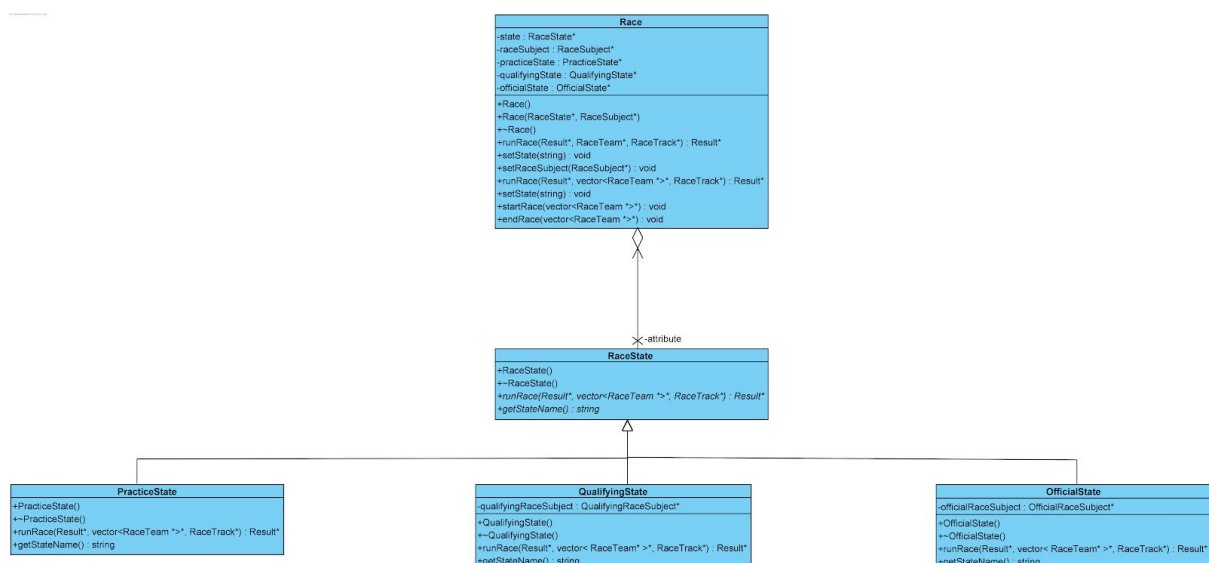 Race
-state : RaceState*
-raceSubject : RaceSubject*
-practiceState : PracticeState*
-qualifyingState : QualifyingState*
-officialState : OfficialState*
+Race()
+Race(RaceState*, RaceSubject*)
+~Race()
+runRace(Result*, RaceTeam*, RaceTrack*) : Result*
+setState(string) : void
+setRaceSubject(RaceSubject*) : void
+runRace(Result*, vector<RaceTeam *>*, RaceTrack*) : Result*
+setState(string) : void
+startRace(vector<RaceTeam *>*) : void
+endRace(vector<RaceTeam *>*) : void
-attribute
RaceState
+RaceState()
+~RaceState()
+runRace(Result*, vector<RaceTeam *>*, RaceTrack*) : Result*
+getStateName() : string
PracticeState
+PracticeState()
+~PracticeState()
+runRace(Result*, vector<RaceTeam *>*, RaceTrack*) : Result*
+getStateName() : string
QualifyingState
-qualifyingRaceSubject : QualifyingRaceSubject*
+QualifyingState()
+~QualifyingState()
+runRace(Result*, vector< RaceTeam* >*, RaceTrack*) : Result*
+getStateName() : string
OfficialState
-officialRaceSubject : OfficialRaceSubject*
+OfficialState()
+~OfficialState()
+runRace(Result*, vector< RaceTeam* >*, RaceTrack*) : Result*
+getStateName() : string